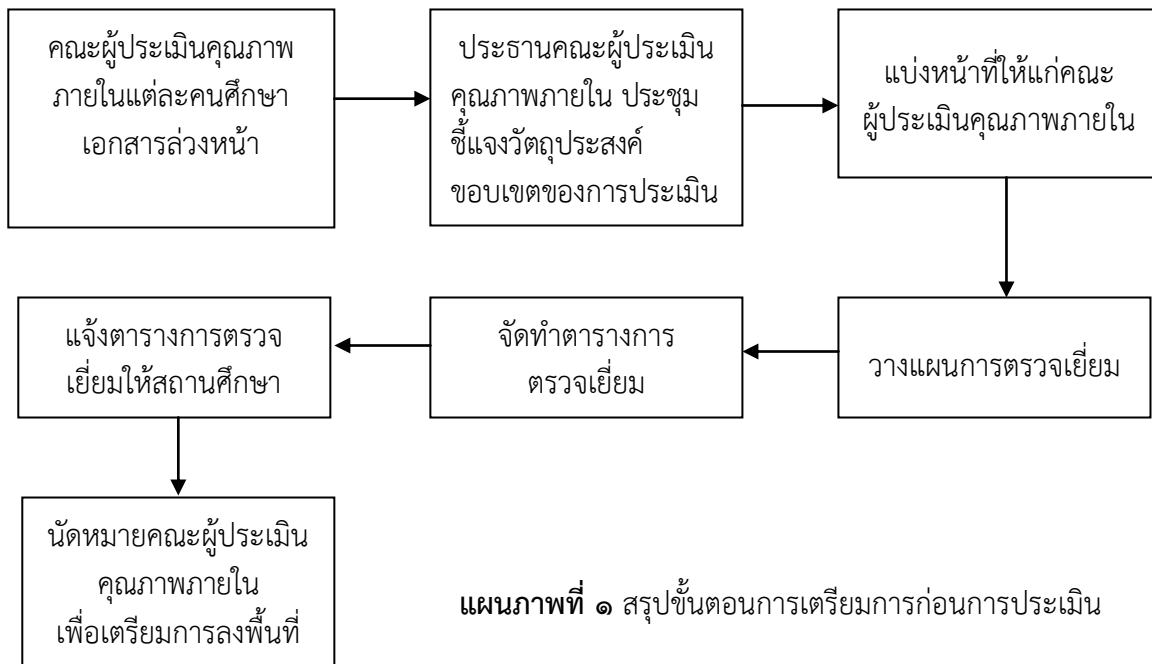 คณะผู้ประเมินคุณภาพ
ภายในแต่ละคนศึกษา
เอกสารล่วงหน้า
ประธานคณะผู้ประเมิน
คุณภาพภายใน ประชุม
ชี้แจงวัตถุประสงค์
ขอบเขตของการประเมิน
แบ่งหน้าที่ให้แก่คณะ
ผู้ประเมินคุณภาพภายใน
วางแผนการตรวจเยี่ยม
จัดทำตารางการ
ตรวจเยี่ยม
แจ้งตารางการตรวจ
เยี่ยมให้สถานศึกษา
นัดหมายคณะผู้ประเมิน
คุณภาพภายใน
เพื่อเตรียมการลงพื้นที่
แผนภาพที่ ๑ สรุปขั้นตอนการเตรียมการก่อนการประเมิน